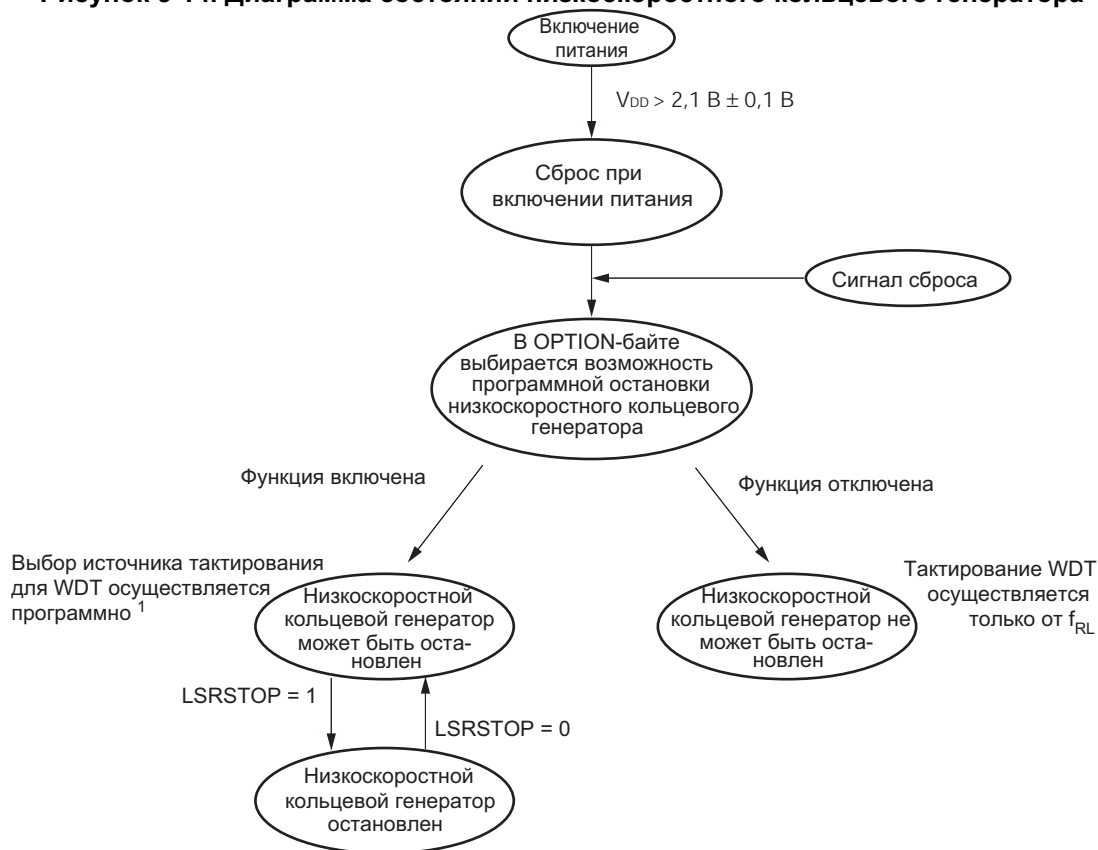 Включение
питания
V_DD > 2,1 В ± 0,1 В
Сброс при
включении питания
Сигнал сброса
В OPTION-байте
выбирается возможность
программной остановки
низкоскоростного кольцевого
генератора
Функция включена
Функция отключена
Выбор источника тактирования
для WDT осуществляется
программно ¹
Низкоскоростной
кольцевой генератор
может быть оста-
новлен
Низкоскоростной
кольцевой генератор не
может быть оста-
новлен
Тактирование WDT
осуществляется
только от f_RL
LSRSTOP = 1
LSRSTOP = 0
Низкоскоростной
кольцевой генератор
остановлен